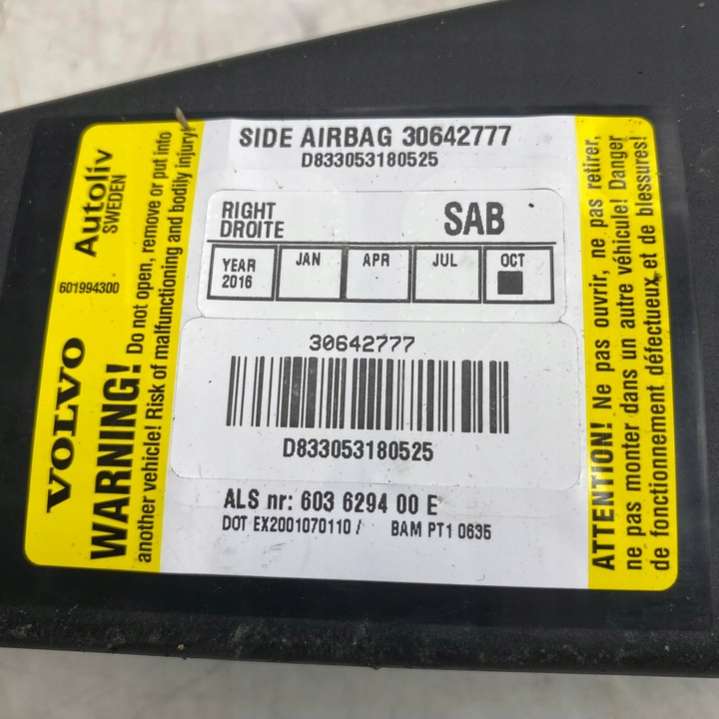 SIDE AIRBAG 30642777
D833053180525
RIGHT
DROITE
SAB
YEAR
2016
JAN
APR
JUL
OCT
30642777
D833053180525
ALS nr: 603 6294 00 E
DOT EX2001070110 / BAM PT1 0635
Autoliv
SWEDEN
601994300
VOLVO
WARNING! Do not open, remove or put into
another vehicle! Risk of malfunctioning and bodily injury!
ATTENTION! Ne pas ouvrir, ne pas retirer,
ne pas monter dans un autre véhicule! Danger
de fonctionnement défectueux et de blessures!